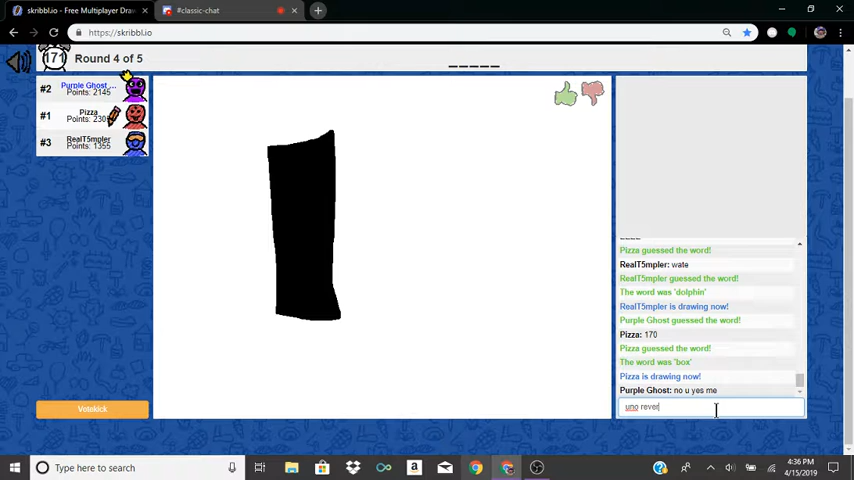 skribbl.io - Free Multiplayer Draw
#classic-chat
https://skribbl.io
171
Round 4 of 5
_ _ _ _ _
#2
Purple Ghost ...
Points: 2145
#1
Pizza
#3
RealT5mpler
Points: 1355
Pizza guessed the word!
RealT5mpler: wate
RealT5mpler guessed the word!
The word was 'dolphin'
RealT5mpler is drawing now!
Purple Ghost guessed the word!
Pizza: 170
Pizza guessed the word!
The word was 'box'
Pizza is drawing now!
Purple Ghost: no u yes me
uno rever
Votekick
Type here to search
4:36 PM
4/15/2019